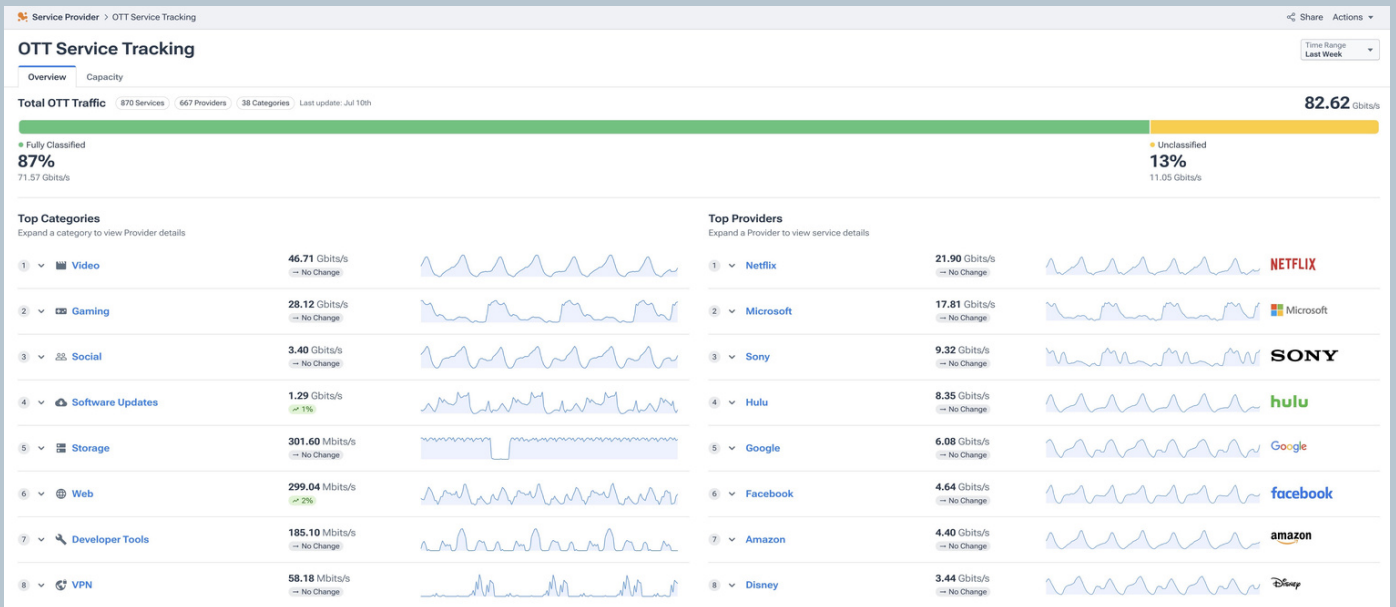 Service Provider > OTT Service Tracking
Share Actions
OTT Service Tracking
Time Range
Last Week
Overview Capacity
Total OTT Traffic 870 Services 667 Providers 38 Categories Last update: Jul 10th
82.62 Gbits/s
Fully Classified
87%
71.57 Gbits/s
Unclassified
13%
11.05 Gbits/s
Top Categories
Expand a category to view Provider details
1 Video 46.71 Gbits/s
→ No Change
2 Gaming 28.12 Gbits/s
→ No Change
3 Social 3.40 Gbits/s
→ No Change
4 Software Updates 1.29 Gbits/s
1%
5 Storage 301.60 Mbits/s
→ No Change
6 Web 299.04 Mbits/s
2%
7 Developer Tools 185.10 Mbits/s
→ No Change
8 VPN 58.18 Mbits/s
→ No Change
Top Providers
Expand a Provider to view service details
1 Netflix 21.90 Gbits/s NETFLIX
→ No Change
2 Microsoft 17.81 Gbits/s Microsoft
→ No Change
3 Sony 9.32 Gbits/s SONY
→ No Change
4 Hulu 8.35 Gbits/s hulu
→ No Change
5 Google 6.08 Gbits/s Google
→ No Change
6 Facebook 4.64 Gbits/s facebook
→ No Change
7 Amazon 4.40 Gbits/s amazon
→ No Change
8 Disney 3.44 Gbits/s Disney
→ No Change